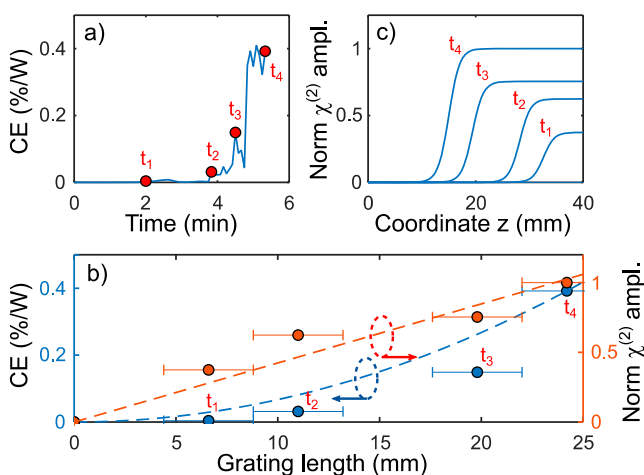 a)
CE (%/W)
0.4
0.2
0
t1
t2
t3
t4
0
2
4
6
Time (min)
c)
Norm χ(2) ampl.
1
0.5
0
t4
t3
t2
t1
0
20
40
Coordinate z (mm)
b)
CE (%/W)
0.4
0.2
0
t1
t2
t3
t4
1
0.5
0
Norm χ(2) ampl.
0
5
10
15
20
25
Grating length (mm)